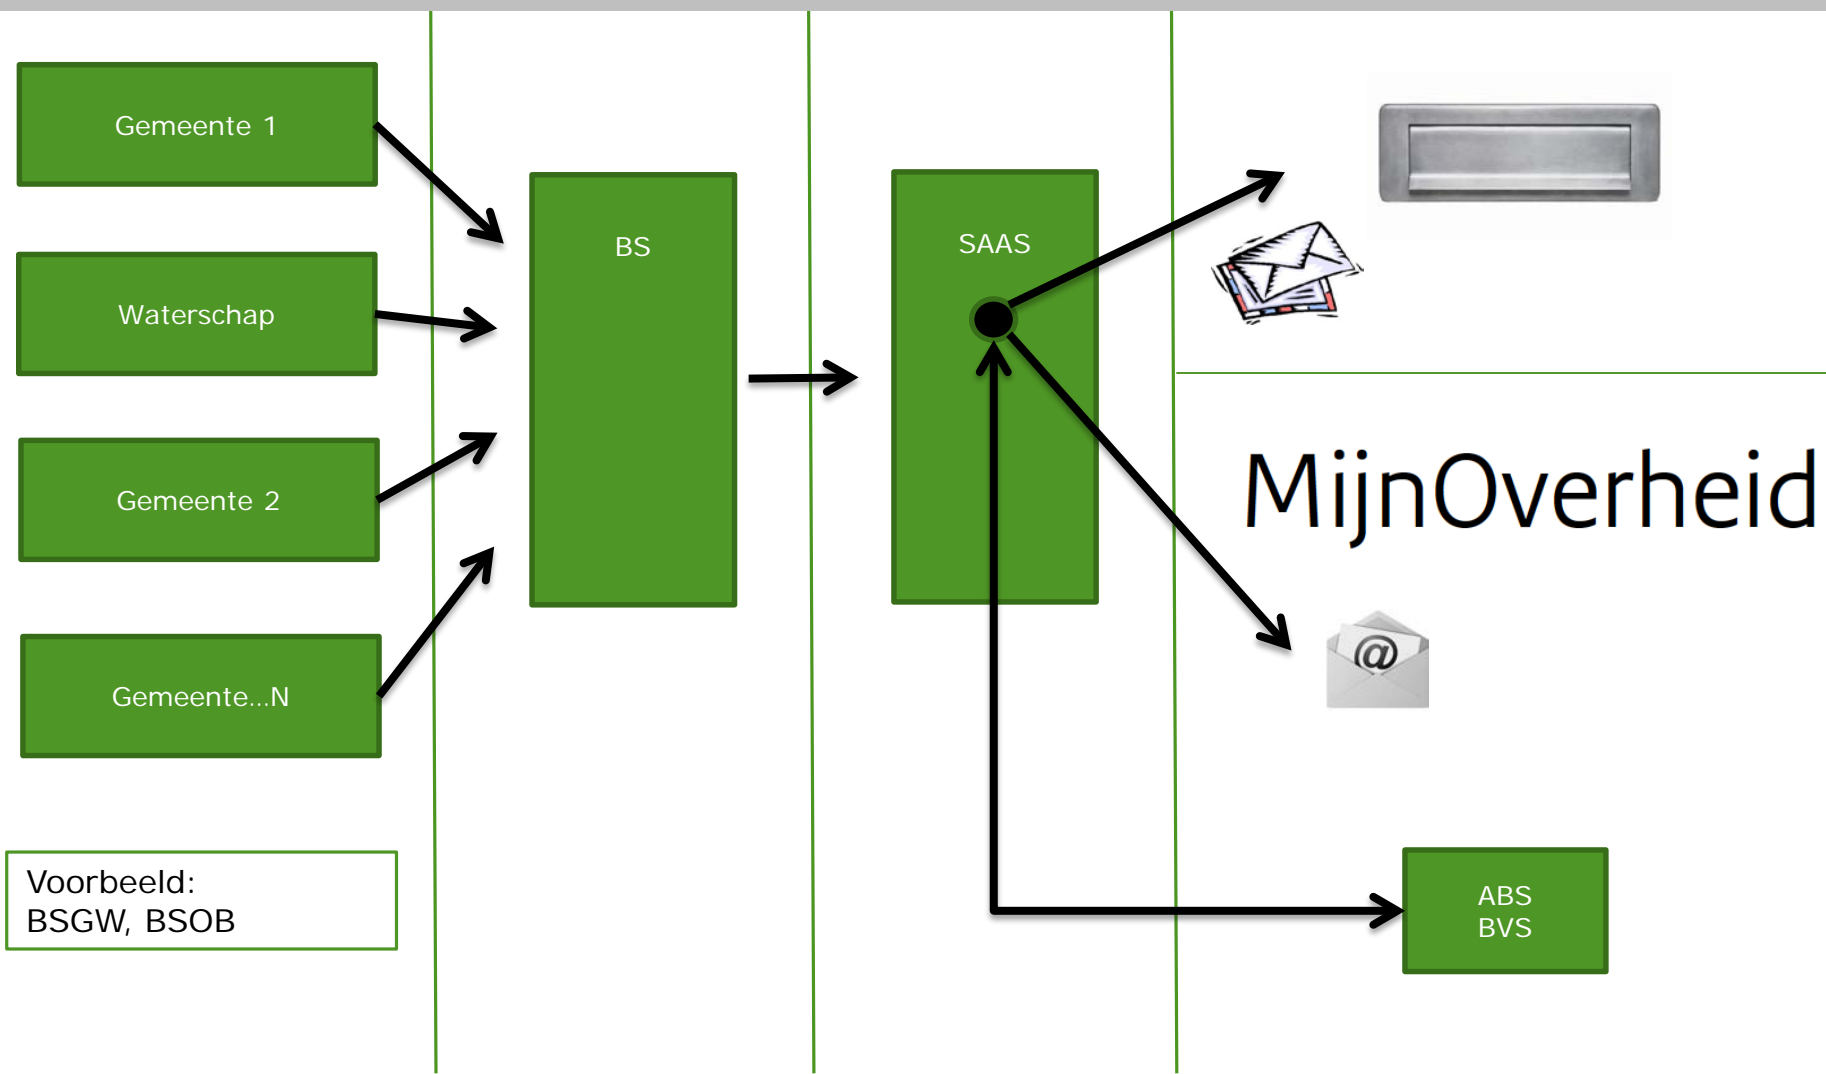 Gemeente 1
Waterschap
Gemeente 2
Gemeente...N
Voorbeeld:
BSGW, BSOB
BS
SAAS
MijnOverheid
@
ABS
BVS